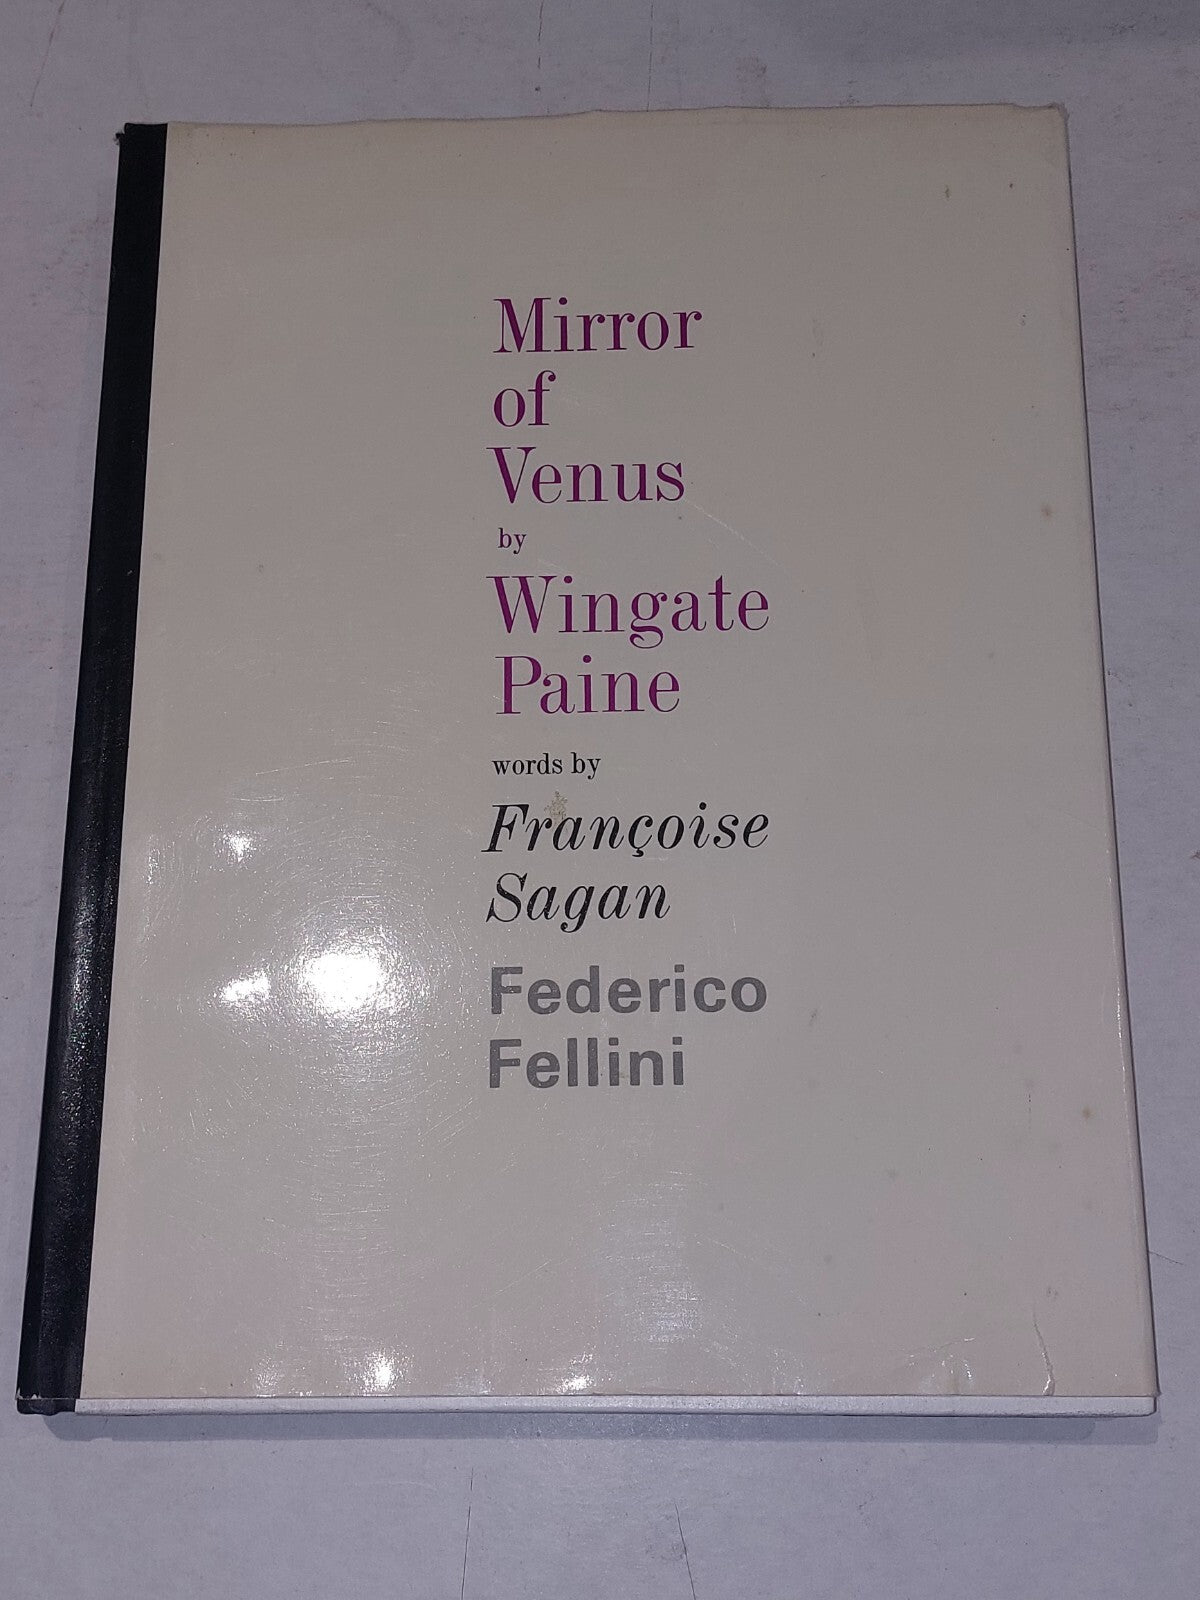 Mirror
of
Venus
by
Wingate
Paine
words by
Françoise
Sagan
Federico
Fellini